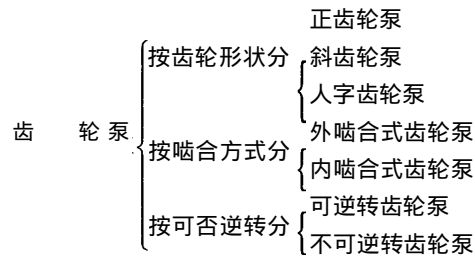 正齿轮泵
按齿轮形状分 斜齿轮泵
人字齿轮泵
齿 轮泵 外啮合式齿轮泵
按啮合方式分 内啮合式齿轮泵
可逆转齿轮泵
按可否逆转分 不可逆转齿轮泵